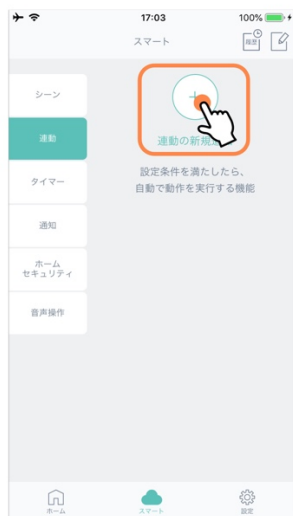 17:03
100%
スマート
履歴
シーン
連動
連動の新規
タイマー
設定条件を満たしたら、
自動で動作を実行する機能
通知
ホーム
セキュリティ
音声操作
ホーム
スマート
設定